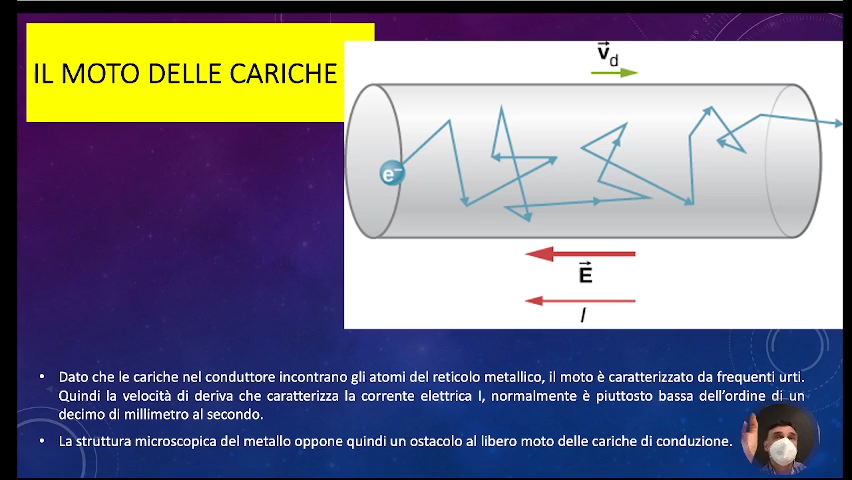 IL MOTO DELLE CARICHE
v⃗d
e⁻
E⃗
I
• Dato che le cariche nel conduttore incontrano gli atomi del reticolo metallico, il moto è caratterizzato da frequenti urti.
Quindi la velocità di deriva che caratterizza la corrente elettrica I, normalmente è piuttosto bassa dell'ordine di un
decimo di millimetro al secondo.
• La struttura microscopica del metallo oppone quindi un ostacolo al libero moto delle cariche di conduzione.